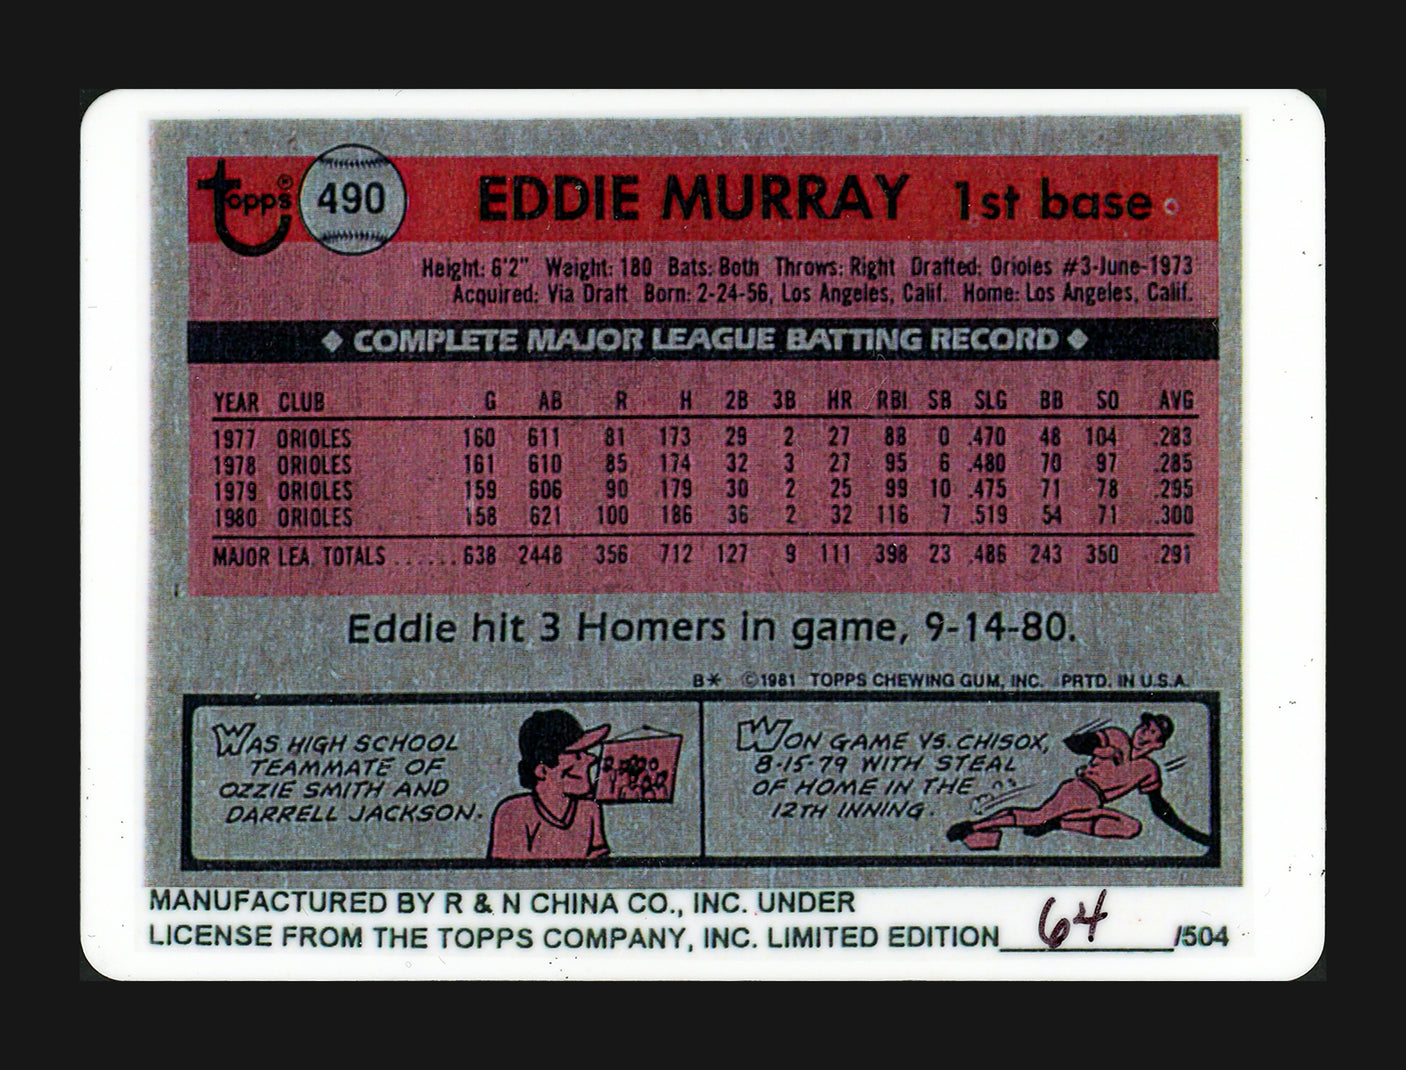 topps® 490 EDDIE MURRAY 1st base
Height: 6'2" Weight: 180 Bats: Both Throws: Right Drafted: Orioles #3-June-1973
Acquired: Via Draft Born: 2-24-56, Los Angeles, Calif. Home: Los Angeles, Calif.
◆ COMPLETE MAJOR LEAGUE BATTING RECORD ◆
YEAR CLUB G AB R H 2B 3B HR RBI SB SLG BB SO AVG
1977 ORIOLES 160 611 81 173 29 2 27 88 0 .470 48 104 .283
1978 ORIOLES 161 610 85 174 32 3 27 95 6 .480 70 97 .285
1979 ORIOLES 159 606 90 179 30 2 25 99 10 .475 71 78 .295
1980 ORIOLES 158 621 100 186 36 2 32 116 7 .519 54 71 .300
MAJOR LEA. TOTALS ...... 638 2448 356 712 127 9 111 398 23 .486 243 350 .291
Eddie hit 3 Homers in game, 9-14-80.
B* ©1981 TOPPS CHEWING GUM, INC. PRTD. IN U.S.A.
WAS HIGH SCHOOL
TEAMMATE OF
OZZIE SMITH AND
DARRELL JACKSON.
WON GAME VS. CHISOX,
8-15-79 WITH STEAL
OF HOME IN THE
12TH INNING.
MANUFACTURED BY R & N CHINA CO., INC. UNDER
LICENSE FROM THE TOPPS COMPANY, INC. LIMITED EDITION 64 /504